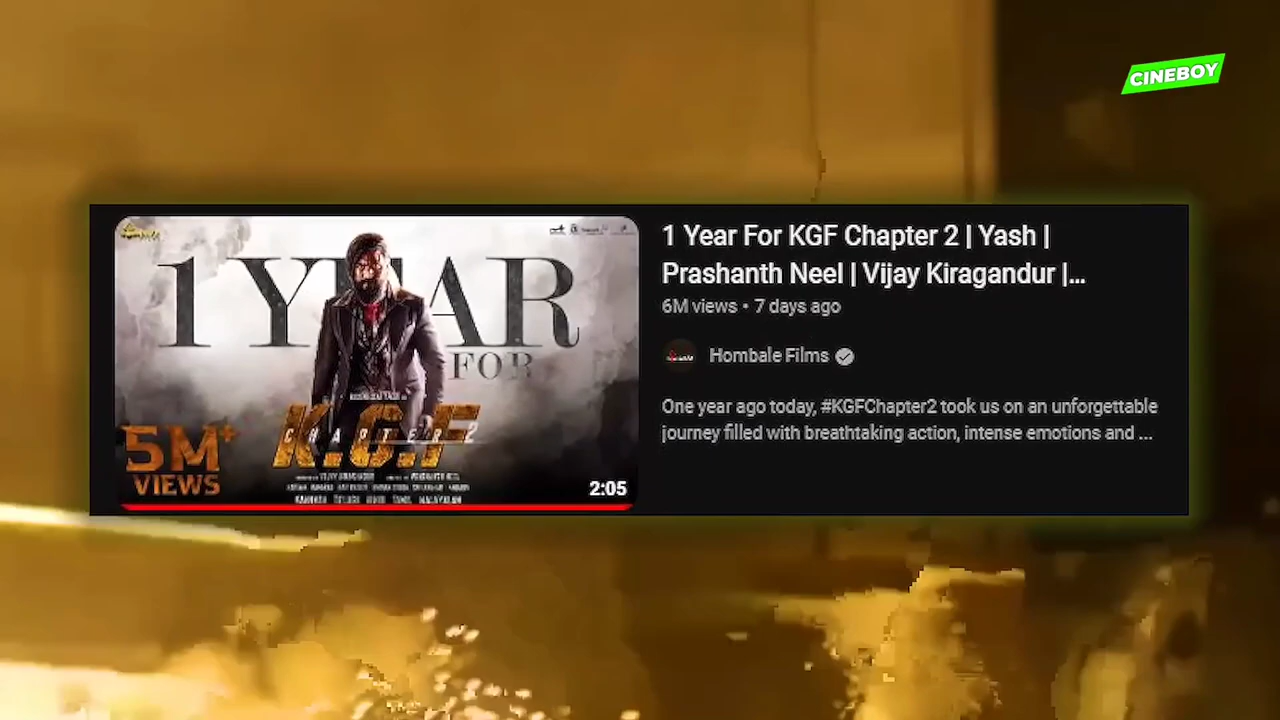 CINEBOY
1 YEAR
FOR
K.G.F
CHAPTER 2
5M+
VIEWS
2:05
1 Year For KGF Chapter 2 | Yash |
Prashanth Neel | Vijay Kiragandur |...
6M views • 7 days ago
Hombale Films
One year ago today, #KGFChapter2 took us on an unforgettable
journey filled with breathtaking action, intense emotions and ...